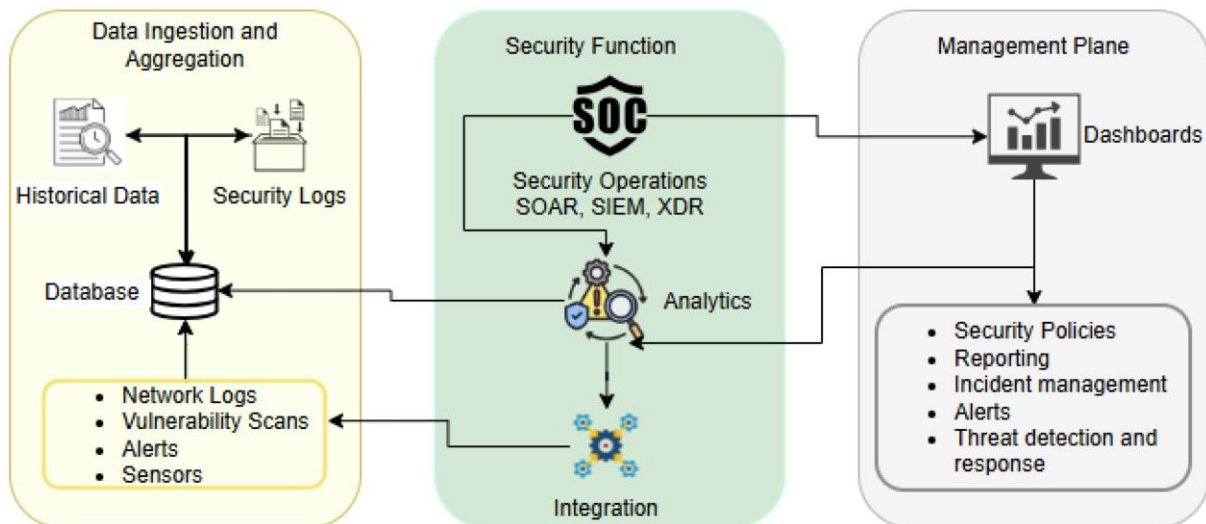 Data Ingestion and
Aggregation
Historical Data
Security Logs
Database
• Network Logs
• Vulnerability Scans
• Alerts
• Sensors
Security Function
SOC
Security Operations
SOAR, SIEM, XDR
Analytics
Integration
Management Plane
Dashboards
• Security Policies
• Reporting
• Incident management
• Alerts
• Threat detection and
response